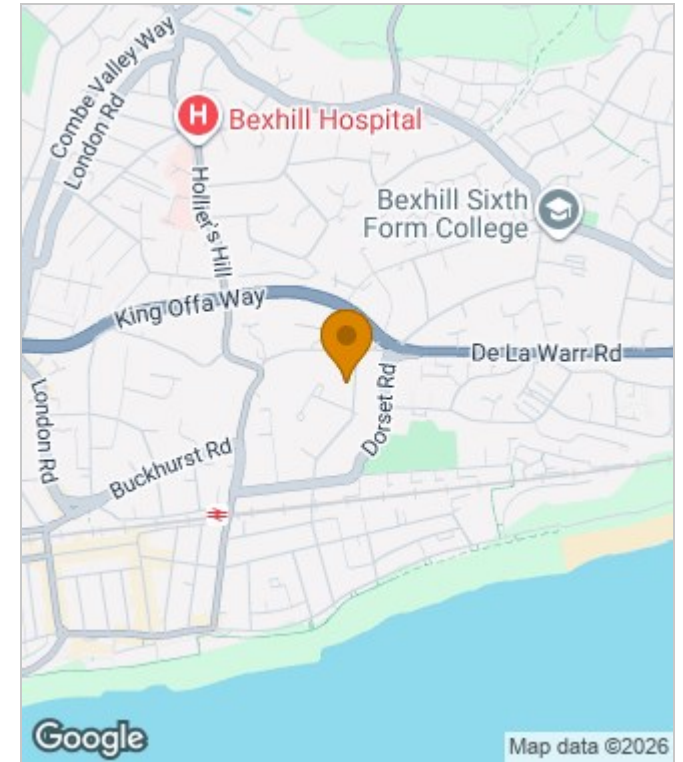 Combe Valley Way
London Rd
H
Bexhill Hospital
Hollier's Hill
Bexhill Sixth
Form College
King Offa Way
De La Warr Rd
London Rd
Dorset Rd
Buckhurst Rd
Google
Map data ©2026